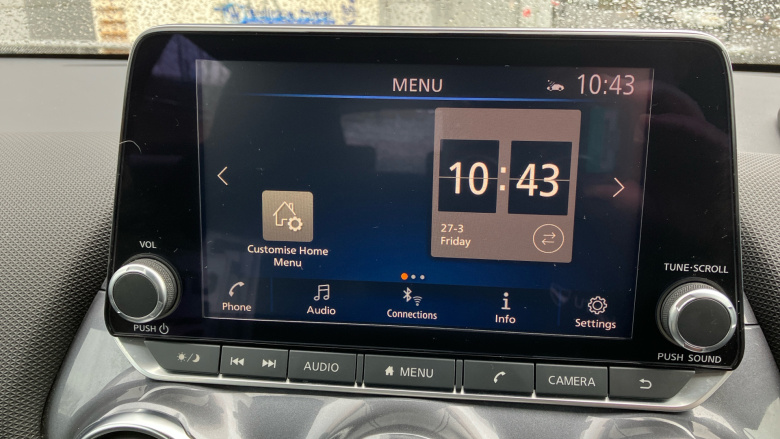 MENU
10:43
10:43
27-3
Friday
Customise Home
Menu
Phone
Audio
Connections
Info
Settings
VOL
PUSH
TUNE·SCROLL
PUSH SOUND
AUDIO
MENU
CAMERA